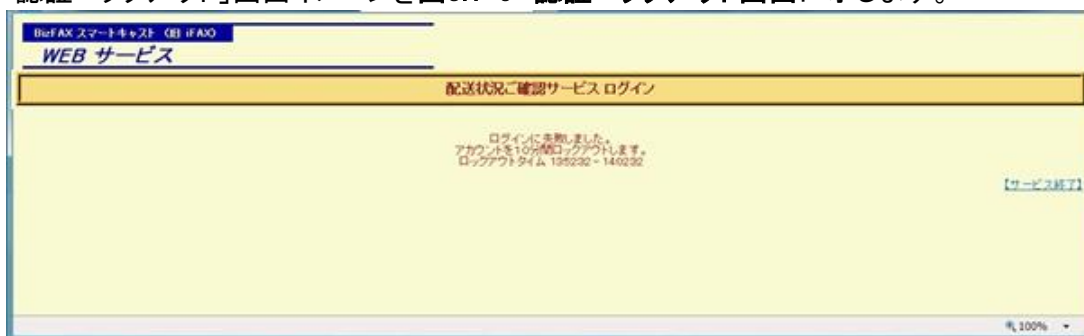 BizFAX スマートキャスト (旧 iFAX)
WEB サービス
配送状況ご確認サービス ログイン
ログインに失敗しました。
アカウントを10分間ロックアウトします。
ロックアウトタイム 135232 - 140232
【サービス終了】
100%